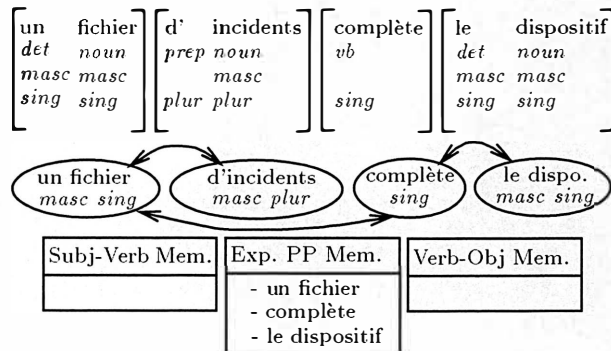 un fichier d' incidents complète le dispositif
det noun prep noun vb det noun
masc masc masc masc masc
sing sing plur plur sing sing sing
un fichier d'incidents complète le dispo.
masc sing masc plur sing masc sing
Subj-Verb Mem. Exp. PP Mem. Verb-Obj Mem.
- un fichier
- complète
- le dispositif